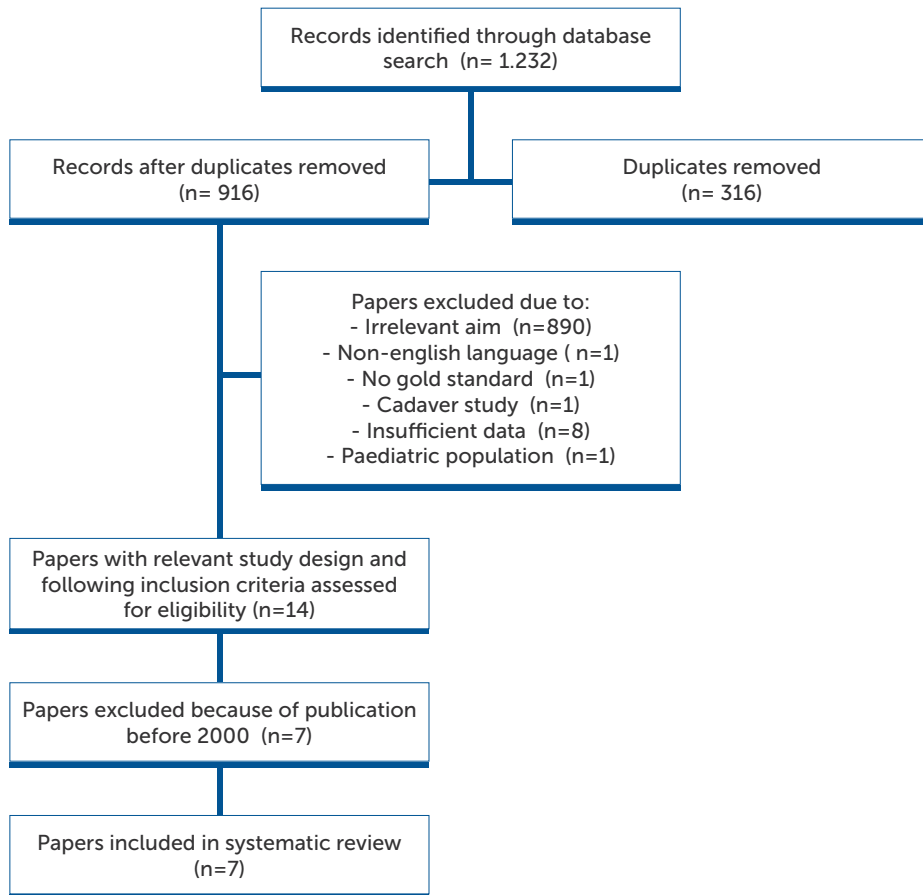 Records identified through database
search (n= 1.232)
Records after duplicates removed
(n= 916)
Duplicates removed
(n= 316)
Papers excluded due to:
- Irrelevant aim (n=890)
- Non-english language ( n=1)
- No gold standard (n=1)
- Cadaver study (n=1)
- Insufficient data (n=8)
- Paediatric population (n=1)
Papers with relevant study design and
following inclusion criteria assessed
for eligibility (n=14)
Papers excluded because of publication
before 2000 (n=7)
Papers included in systematic review
(n=7)